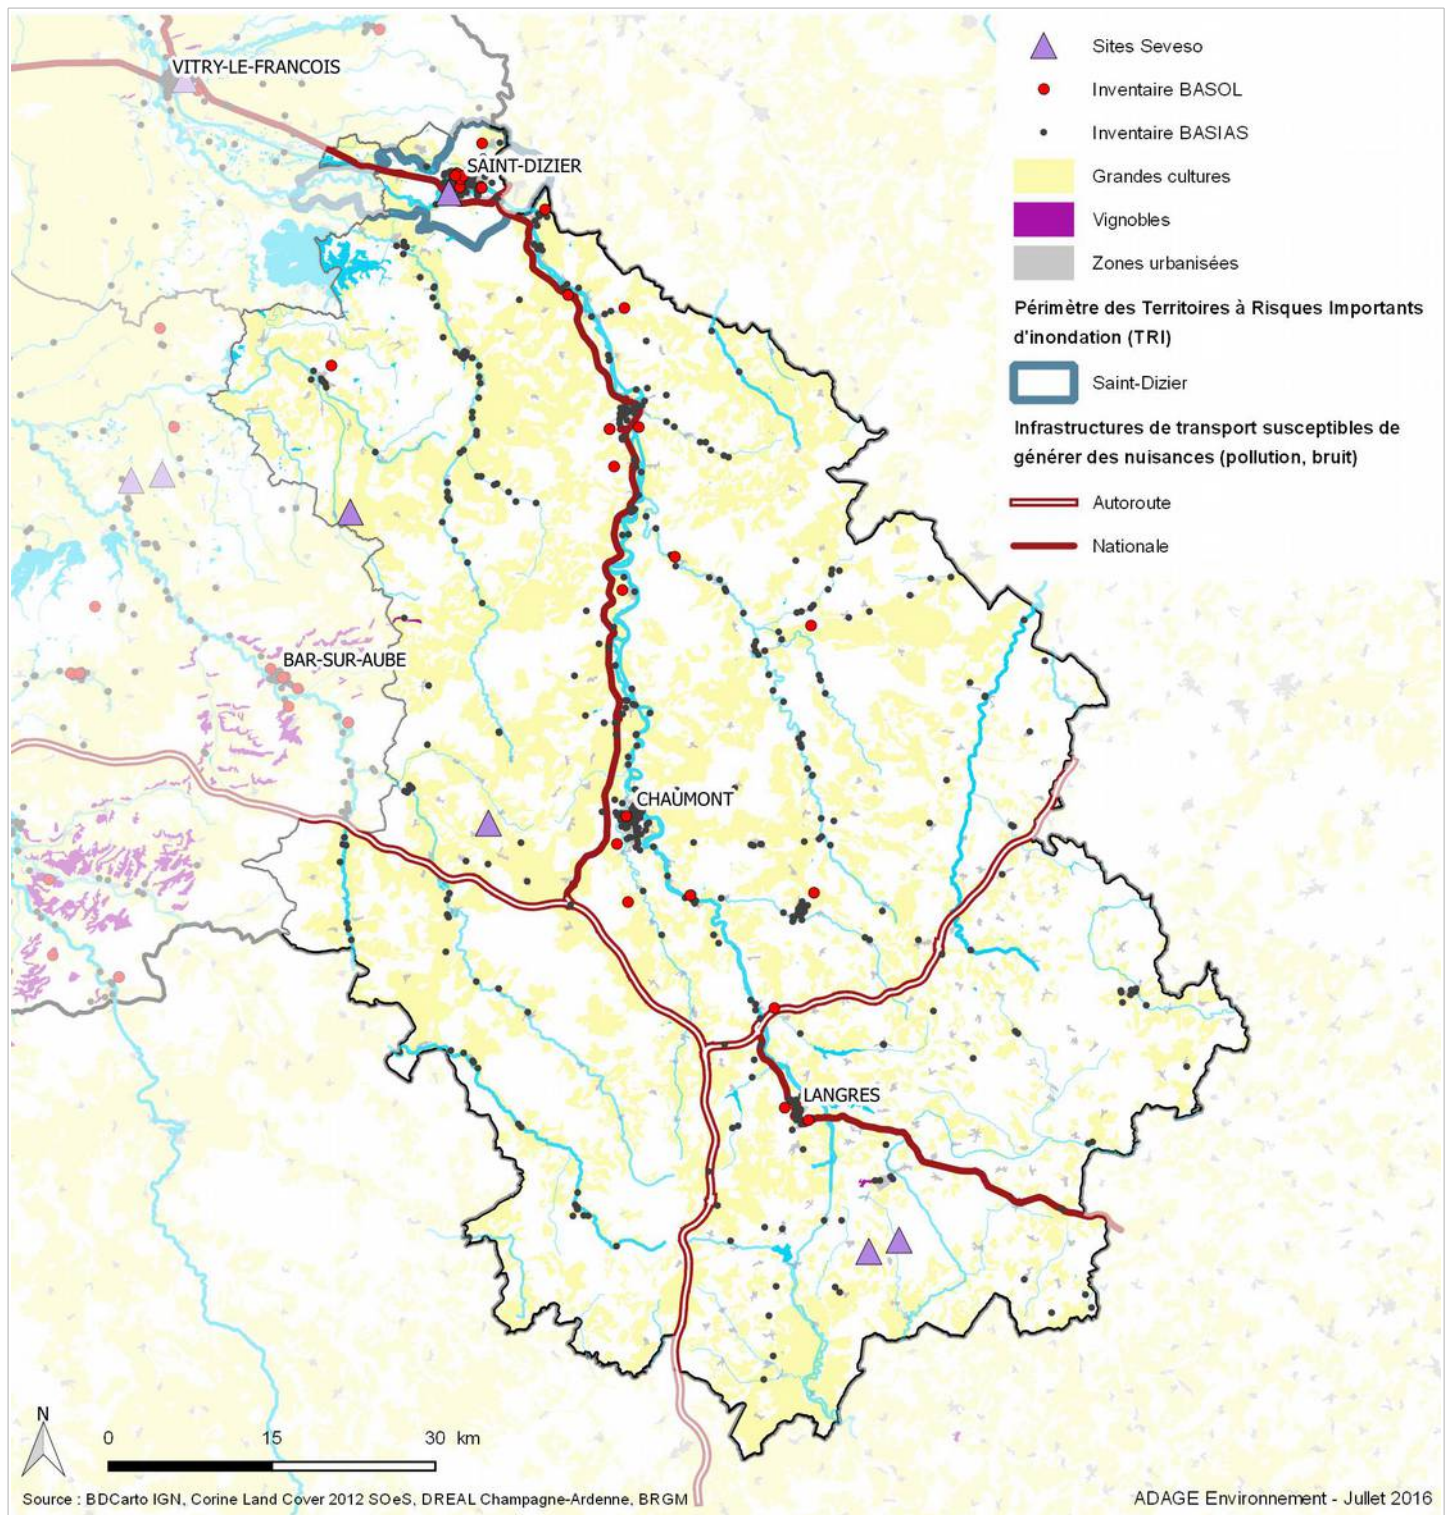 VITRY-LE-FRANCOIS
SAINT-DIZIER
BAR-SUR-AUBE
CHAUMONT
LANGRES
Sites Seveso
Inventaire BASOL
Inventaire BASIAS
Grandes cultures
Vignobles
Zones urbanisées
Périmètre des Territoires à Risques Importants
d'inondation (TRI)
Saint-Dizier
Infrastructures de transport susceptibles de
générer des nuisances (pollution, bruit)
Autoroute
Nationale
N
0 15 30 km
Source : BDCarto IGN, Corine Land Cover 2012 SOeS, DREAL Champagne-Ardenne, BRGM
ADAGE Environnement - Jullet 2016